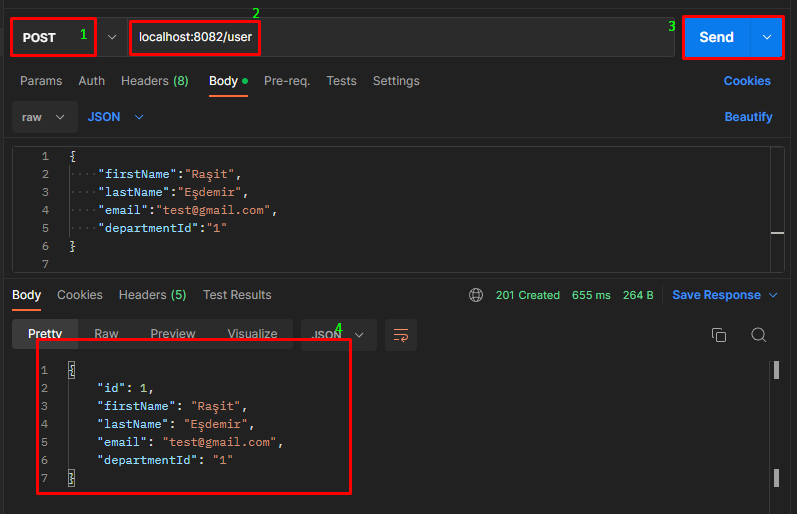 POST 1 localhost:8082/user 2 3 Send
Params Auth Headers (8) Body Pre-req. Tests Settings Cookies
raw JSON Beautify
1 {
2 "firstName":"Raşit",
3 "lastName":"Eşdemir",
4 "email":"test@gmail.com",
5 "departmentId":"1"
6 }
7
Body Cookies Headers (5) Test Results 201 Created 655 ms 264 B Save Response
Pretty Raw Preview Visualize JSON 4
1 {
2 "id": 1,
3 "firstName": "Raşit",
4 "lastName": "Eşdemir",
5 "email": "test@gmail.com",
6 "departmentId": "1"
7 }